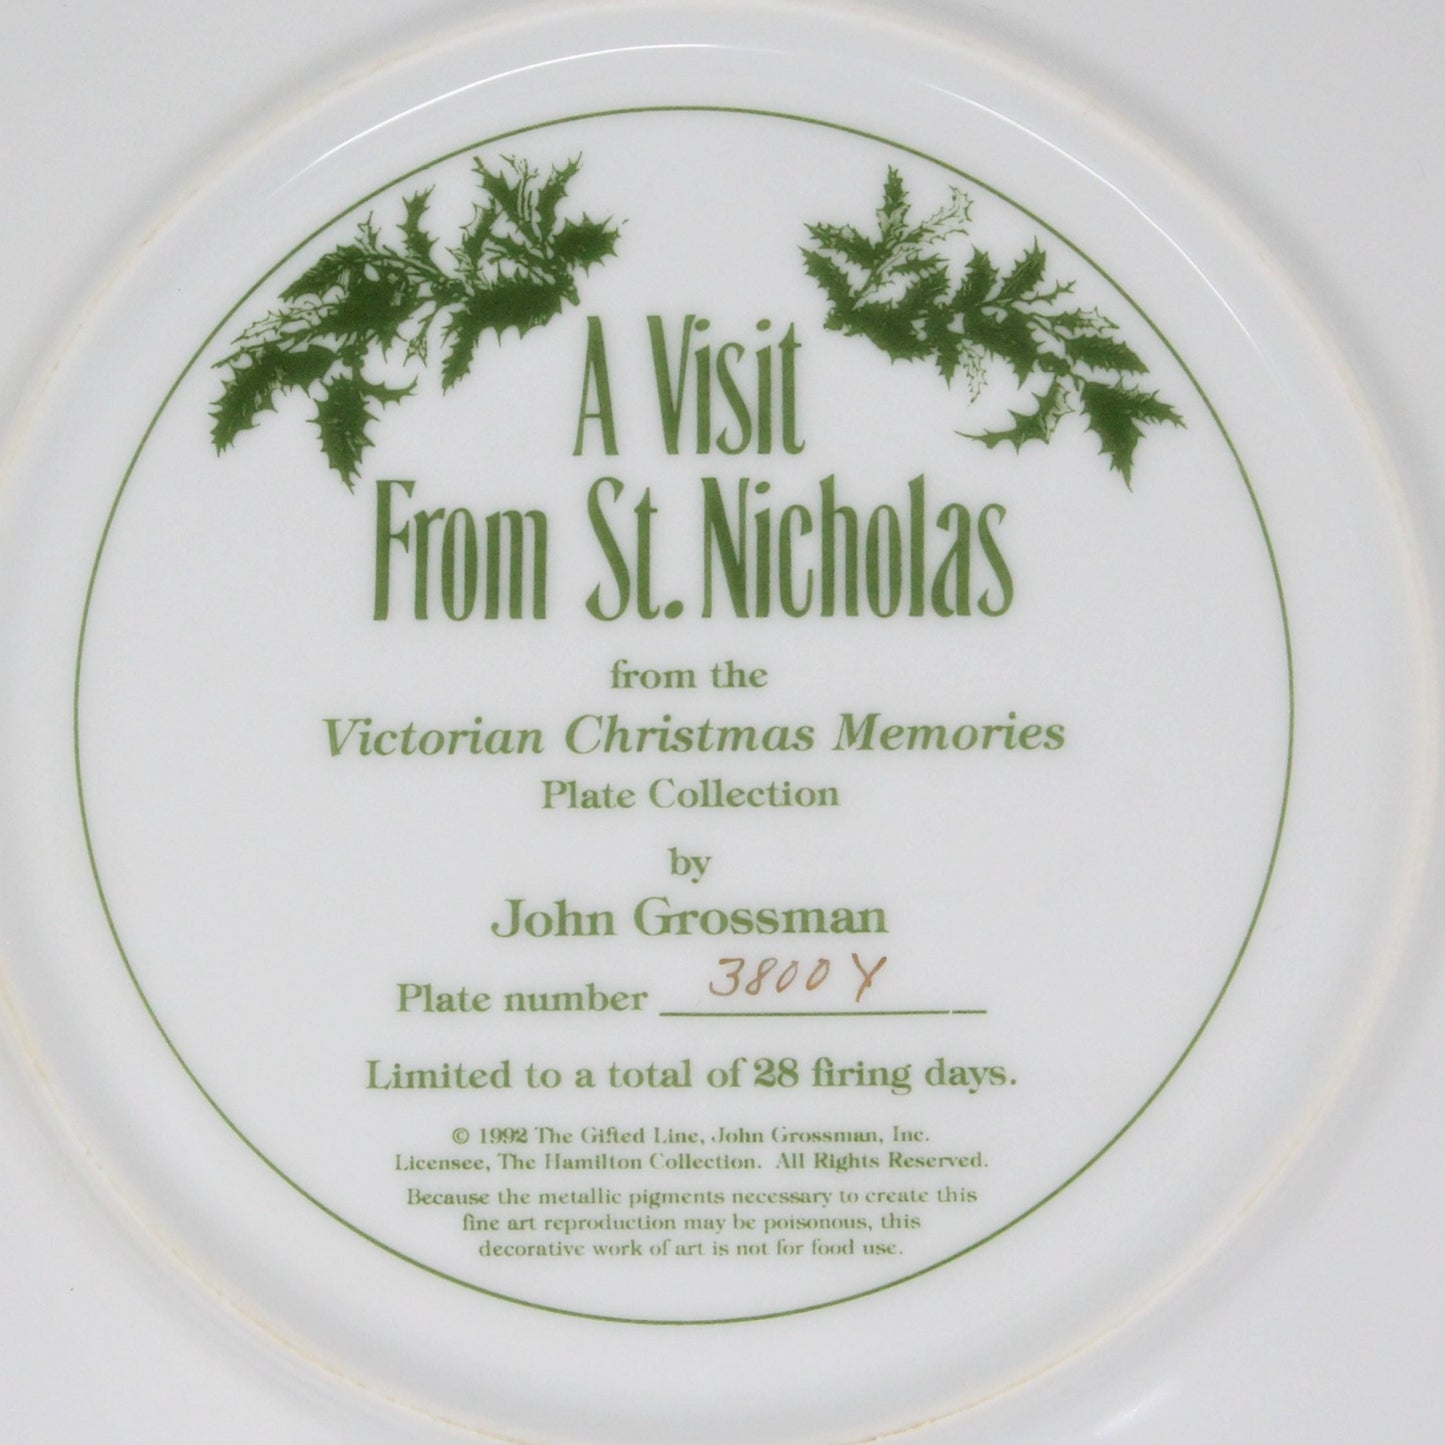 A Visit
From St. Nicholas
from the
Victorian Christmas Memories
Plate Collection
by
John Grossman
Plate number 3800 Y
Limited to a total of 28 firing days.
© 1992 The Gifted Line, John Grossman, Inc.
Licensee, The Hamilton Collection. All Rights Reserved.
Because the metallic pigments necessary to create this
fine art reproduction may be poisonous, this
decorative work of art is not for food use.